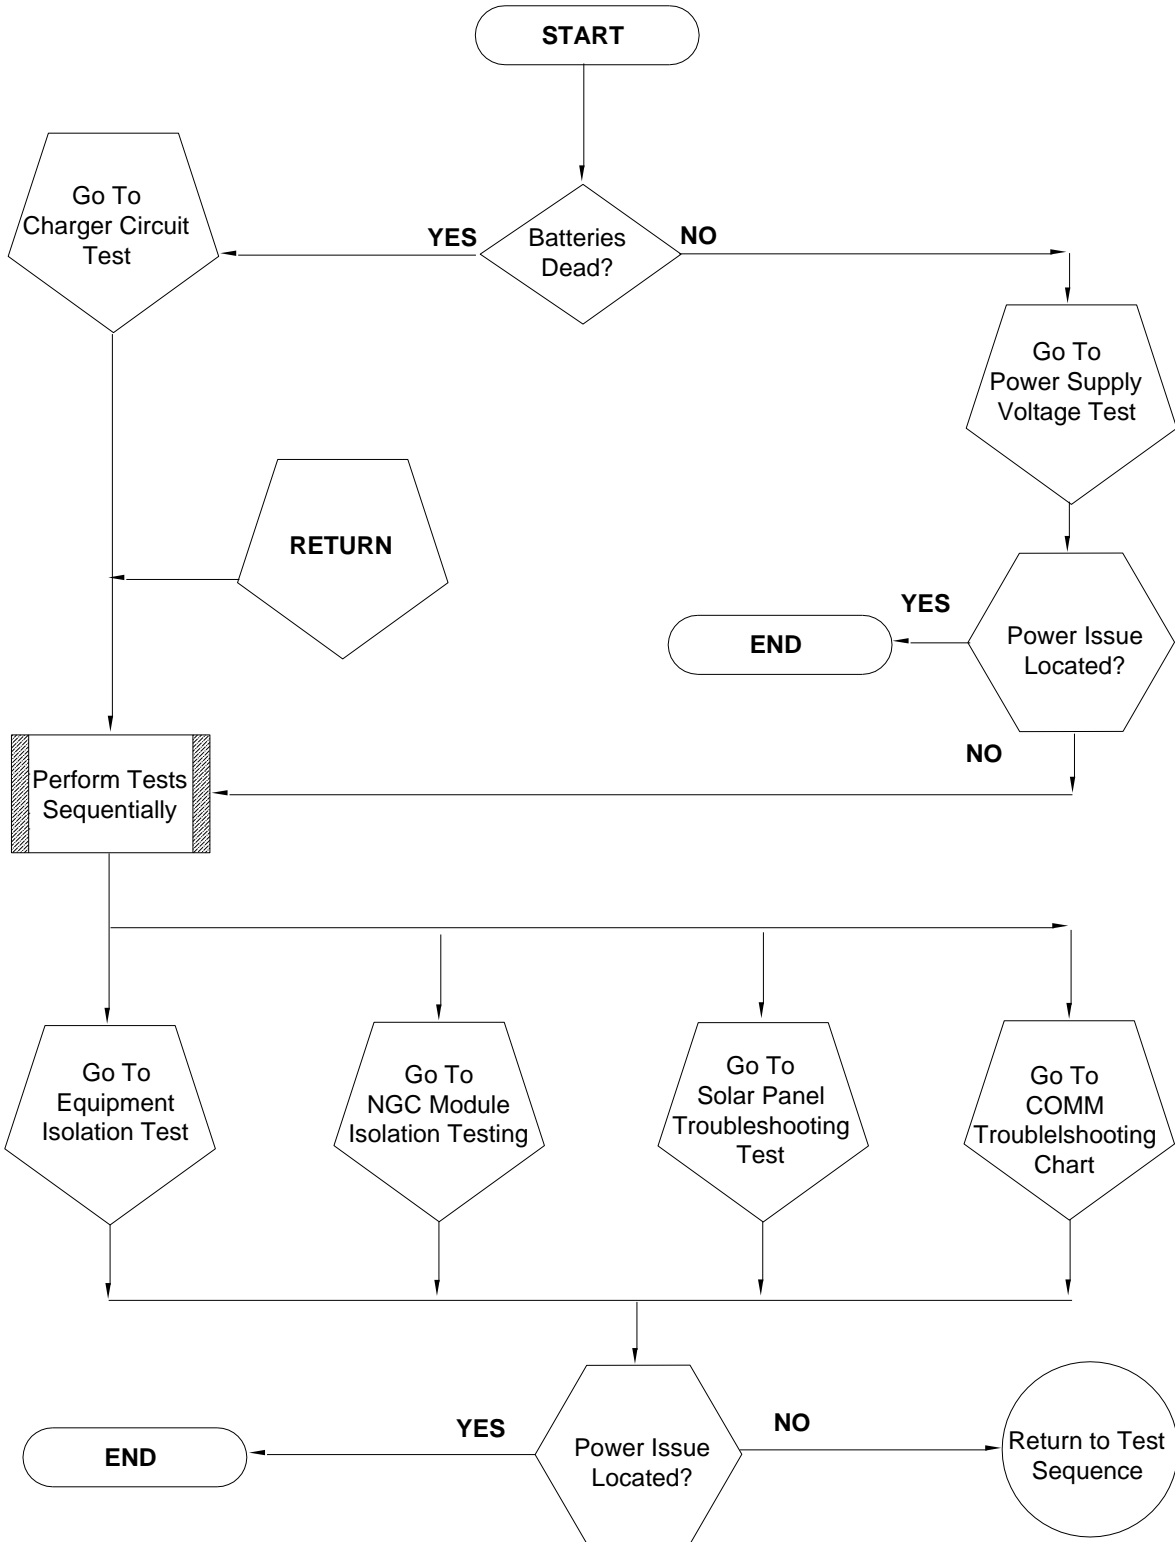 START
Go To
Charger Circuit
Test
YES
Batteries
Dead?
NO
Go To
Power Supply
Voltage Test
RETURN
YES
END
Power Issue
Located?
NO
Perform Tests
Sequentially
Go To
Equipment
Isolation Test
Go To
NGC Module
Isolation Testing
Go To
Solar Panel
Troubleshooting
Test
Go To
COMM
Troublelshooting
Chart
YES
NO
END
Power Issue
Located?
Return to Test
Sequence